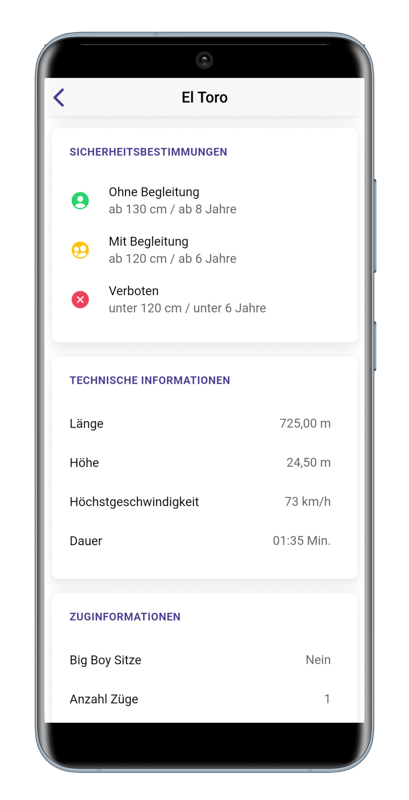 El Toro
SICHERHEITSBESTIMMUNGEN
Ohne Begleitung
ab 130 cm / ab 8 Jahre
Mit Begleitung
ab 120 cm / ab 6 Jahre
Verboten
unter 120 cm / unter 6 Jahre
TECHNISCHE INFORMATIONEN
Länge 725,00 m
Höhe 24,50 m
Höchstgeschwindigkeit 73 km/h
Dauer 01:35 Min.
ZUGINFORMATIONEN
Big Boy Sitze Nein
Anzahl Züge 1